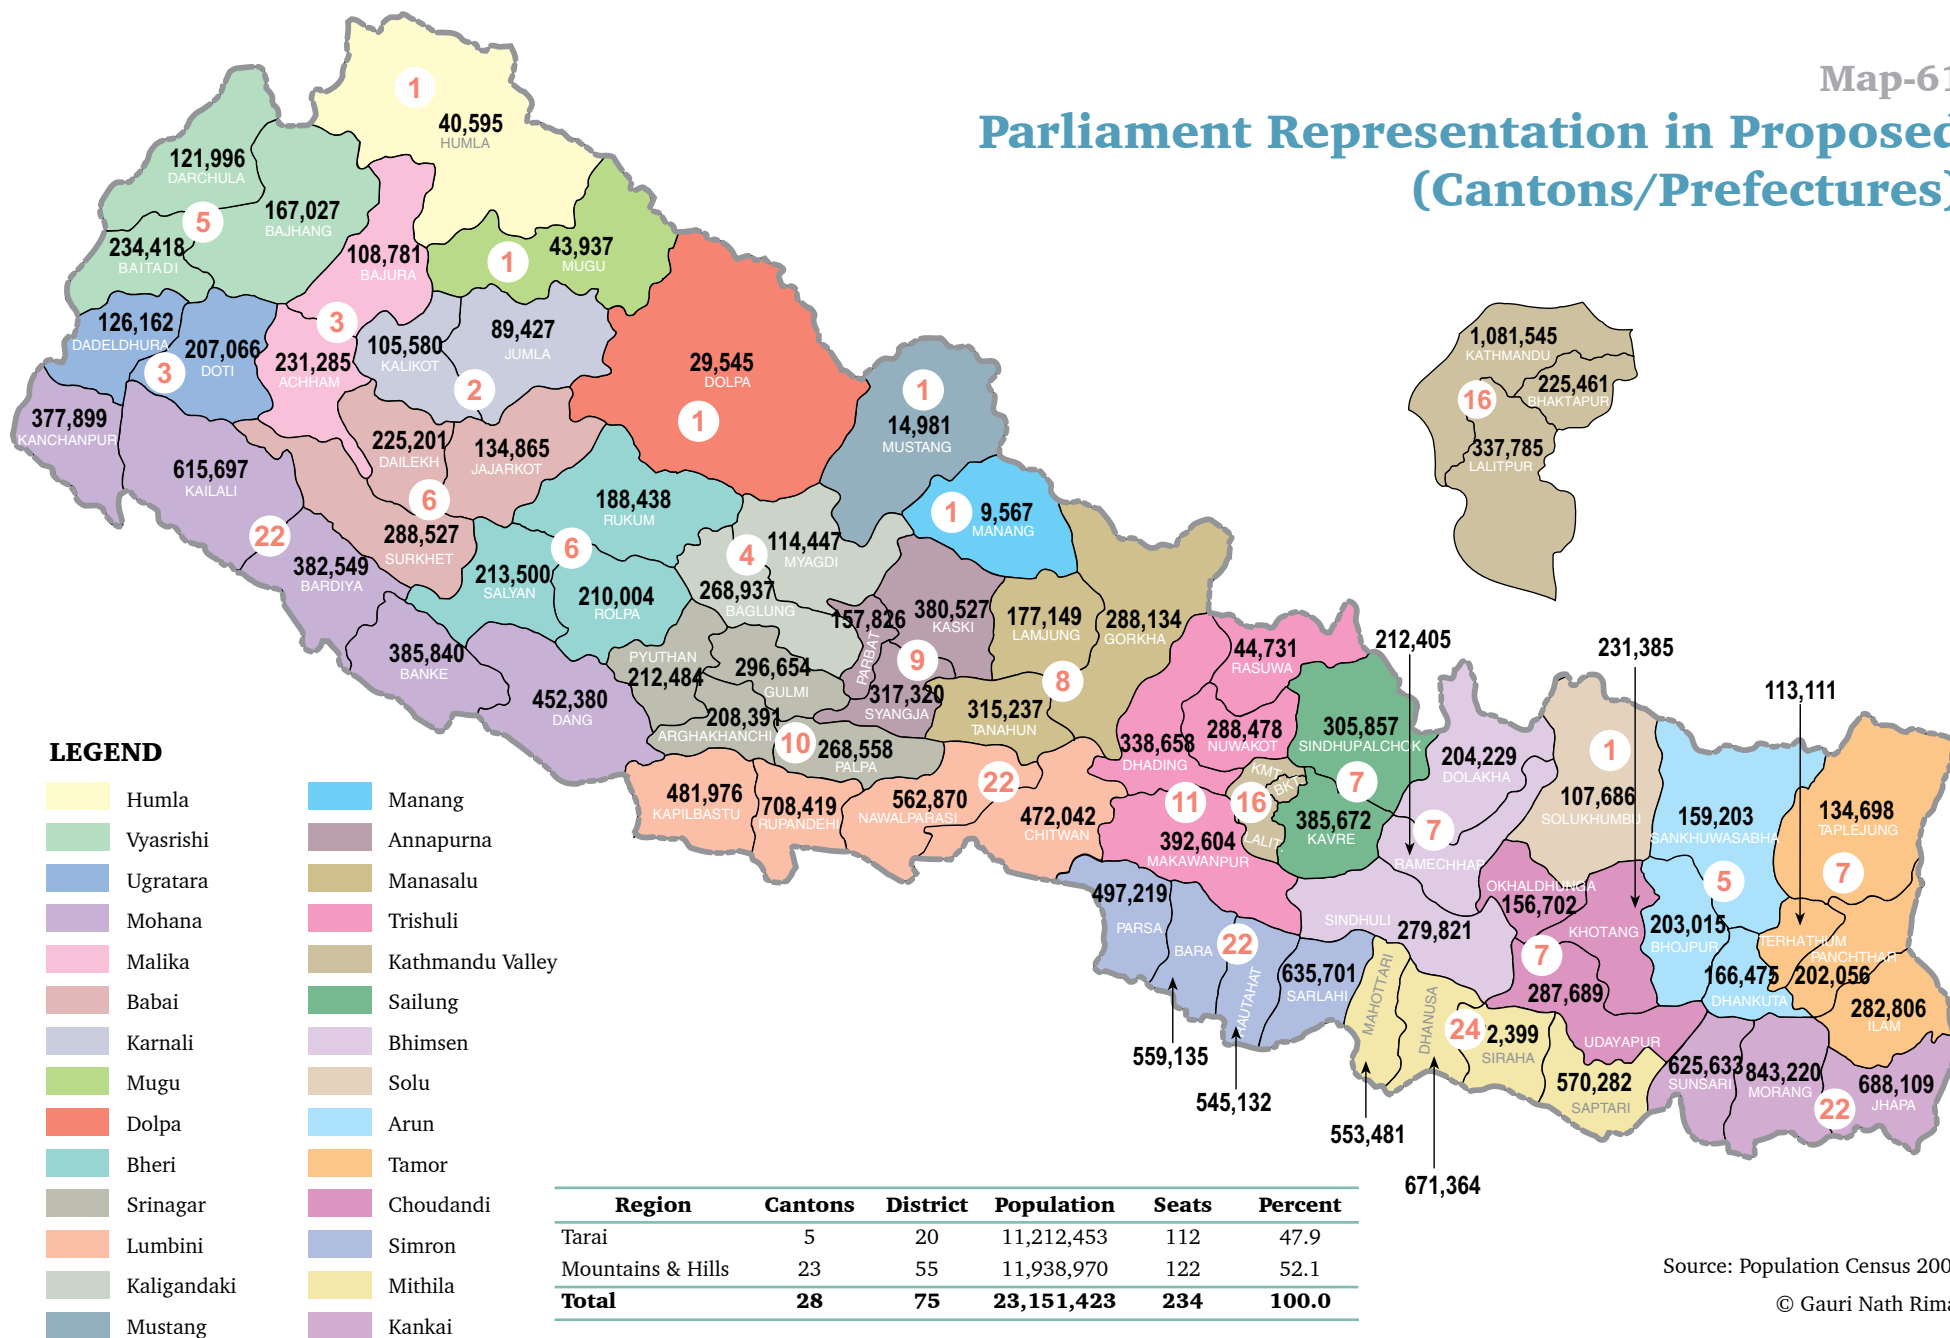 Map-61
Parliament Representation in Proposed
(Cantons/Prefectures)
1
40,595
HUMLA
121,996
DARCHULA
167,027
BAJHANG
5
234,418
BAITADI
108,781
BAJURA
1
43,937
MUGU
126,162
DADELDHURA
207,066
DOTI
3
3
231,285
ACHHAM
105,580
KALIKOT
89,427
JUMLA
2
29,545
DOLPA
1
1
14,981
MUSTANG
1,081,545
KATHMANDU
225,461
BHAKTAPUR
16
337,785
LALITPUR
377,899
KANCHANPUR
615,697
KAILALI
22
225,201
DAILEKH
134,865
JAJARKOT
6
288,527
SURKHET
188,438
RUKUM
6
213,500
SALYAN
210,004
ROLPA
382,549
BARDIYA
385,840
BANKE
452,380
DANG
4
114,447
MYAGDI
268,937
BAGLUNG
1
9,567
MANANG
157,826
PARBAT
380,527
KASKI
9
317,320
SYANGJA
177,149
LAMJUNG
288,134
GORKHA
8
315,237
TANAHUN
PYUTHAN
212,484
296,654
GULMI
208,391
ARGHAKHANCHI
10
268,558
PALPA
481,976
KAPILBASTU
708,419
RUPANDEHI
562,870
NAWALPARASI
22
472,042
CHITWAN
44,731
RASUWA
288,478
NUWAKOT
338,658
DHADING
11
392,604
MAKAWANPUR
KMT.
BKT.
16
LALIT.
305,857
SINDHUPALCHOK
7
385,672
KAVRE
212,405
204,229
DOLAKHA
7
RAMECHHAP
SINDHULI
279,821
231,385
1
107,686
SOLUKHUMBU
OKHALDHUNGA
156,702
KHOTANG
7
287,689
UDAYAPUR
113,111
159,203
SANKHUWASABHA
5
203,015
BHOJPUR
166,475
DHANKUTA
134,698
TAPLEJUNG
7
TERHATHUM
PANCHTHAR
202,056
282,806
ILAM
497,219
PARSA
BARA
22
RAUTAHAT
635,701
SARLAHI
559,135
545,132
MAHOTTARI
DHANUSA
24
2,399
SIRAHA
570,282
SAPTARI
553,481
671,364
625,633
SUNSARI
843,220
MORANG
22
688,109
JHAPA
LEGEND
Humla
Vyasrishi
Ugratara
Mohana
Malika
Babai
Karnali
Mugu
Dolpa
Bheri
Srinagar
Lumbini
Kaligandaki
Mustang
Manang
Annapurna
Manasalu
Trishuli
Kathmandu Valley
Sailung
Bhimsen
Solu
Arun
Tamor
Choudandi
Simron
Mithila
Kankai
Region Cantons District Population Seats Percent
Tarai 5 20 11,212,453 112 47.9
Mountains & Hills 23 55 11,938,970 122 52.1
Total 28 75 23,151,423 234 100.0
Source: Population Census 200
© Gauri Nath Rima